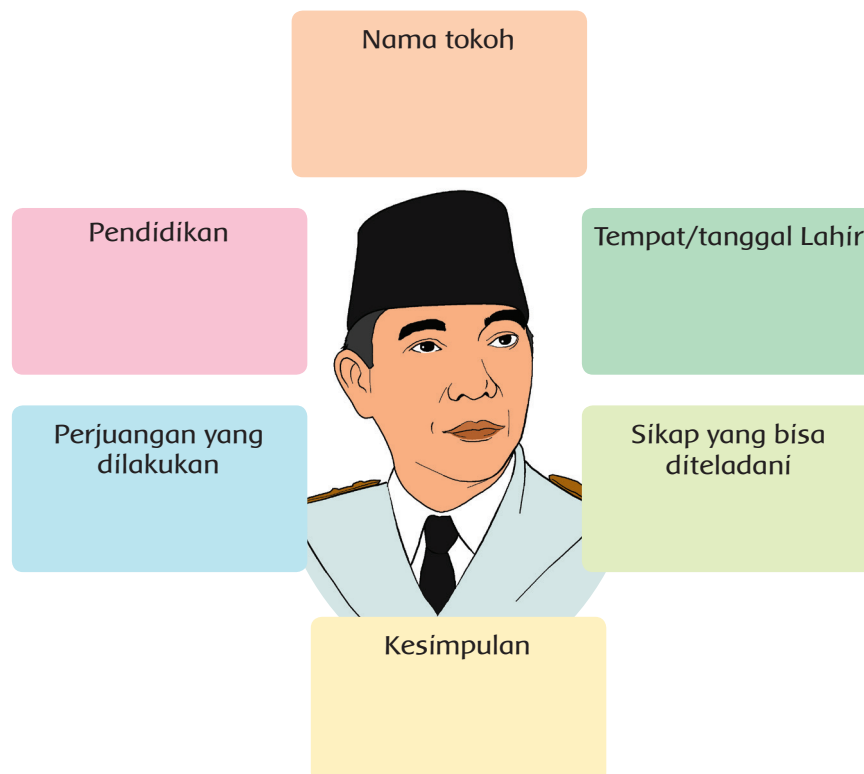 Nama tokoh
Pendidikan
Tempat/tanggal Lahir
Perjuangan yang
dilakukan
Sikap yang bisa
diteladani
Kesimpulan